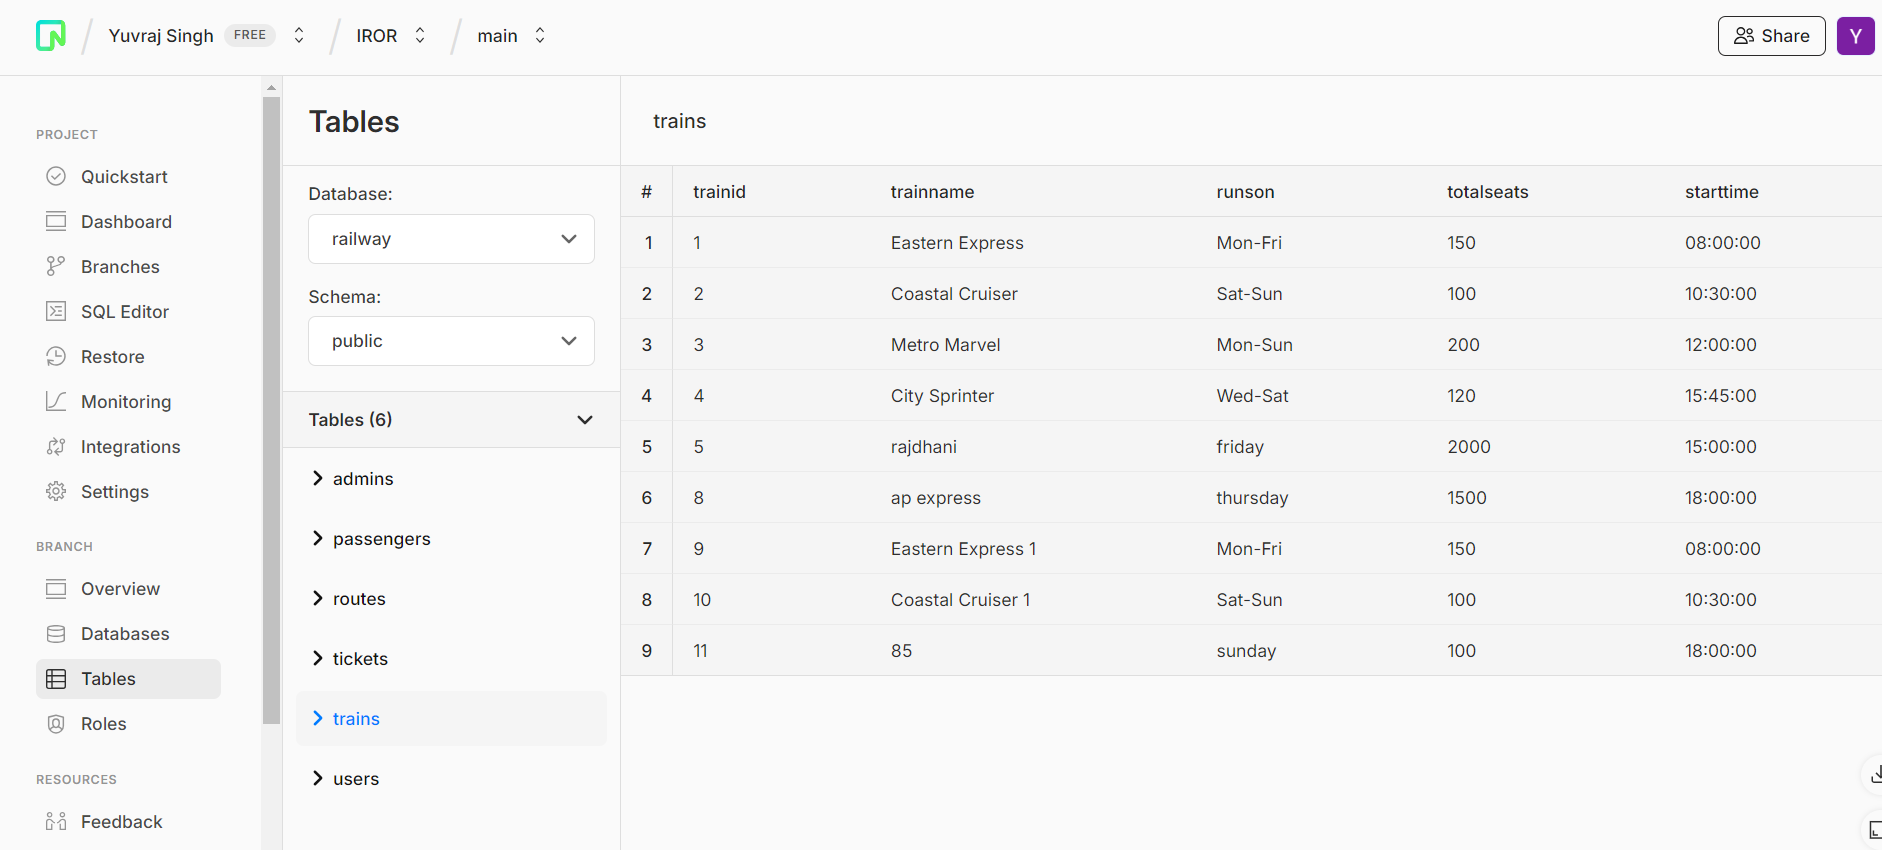 Yuvraj Singh FREE IROR main Share Y
PROJECT
Quickstart
Dashboard
Branches
SQL Editor
Restore
Monitoring
Integrations
Settings
BRANCH
Overview
Databases
Tables
Roles
RESOURCES
Feedback
Tables
Database:
railway
Schema:
public
Tables (6)
admins
passengers
routes
tickets
trains
users
trains
# trainid trainname runson totalseats starttime
1 1 Eastern Express Mon-Fri 150 08:00:00
2 2 Coastal Cruiser Sat-Sun 100 10:30:00
3 3 Metro Marvel Mon-Sun 200 12:00:00
4 4 City Sprinter Wed-Sat 120 15:45:00
5 5 rajdhani friday 2000 15:00:00
6 8 ap express thursday 1500 18:00:00
7 9 Eastern Express 1 Mon-Fri 150 08:00:00
8 10 Coastal Cruiser 1 Sat-Sun 100 10:30:00
9 11 85 sunday 100 18:00:00